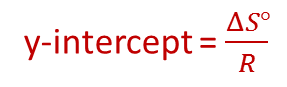 y-intercept = ΔS°/R